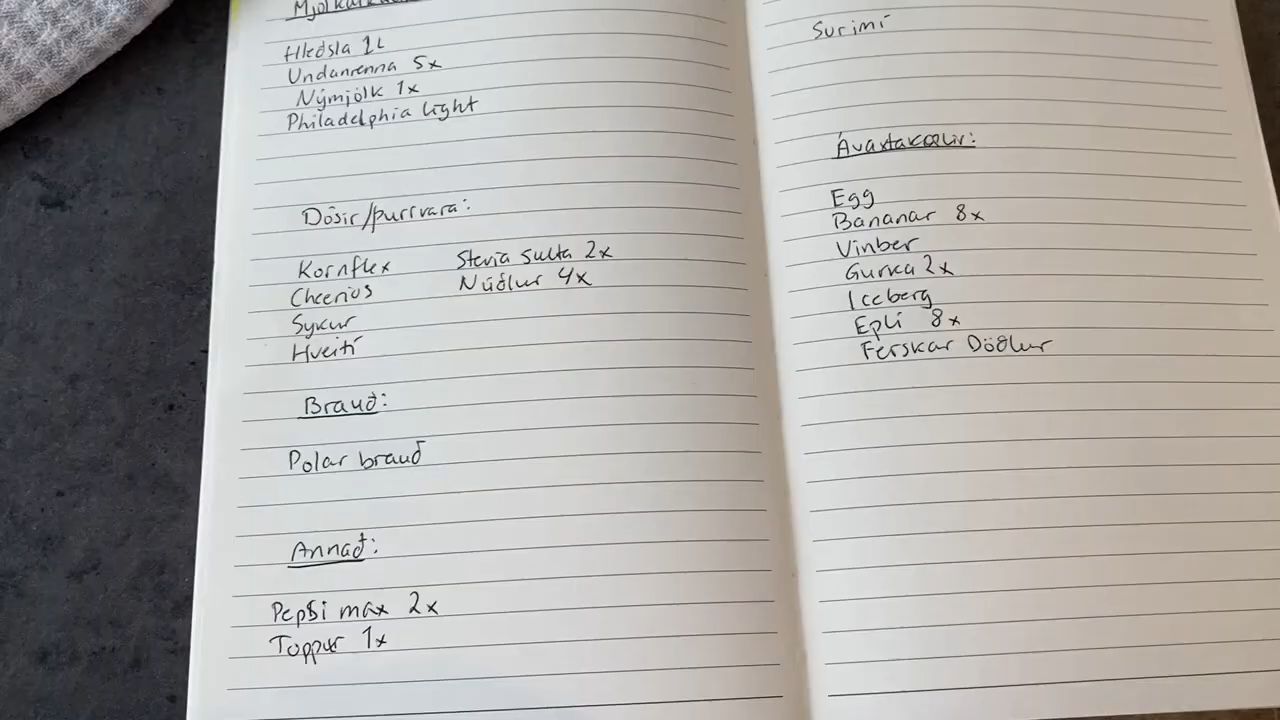 Hleðsla 1L
Undanrenna 5x
Nýmjólk 1x
Philadelphia light
Dósir/þurrvara:
Kornflex
Cheerios
Sykur
Hveiti
Stevia sulta 2x
Núðlur 4x
Brauð:
Polar brauð
Annað:
Pepsi max 2x
Toppur 1x
Surimi
Ávaxtakælir:
Egg
Bananar 8x
Vinber
Gurka 2x
Iceberg
Epli 8x
Ferskar Döðlur